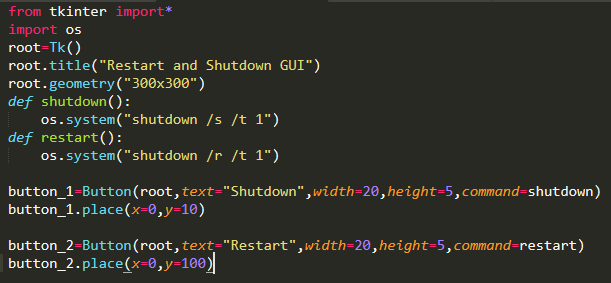 from tkinter import*
import os
root=Tk()
root.title("Restart and Shutdown GUI")
root.geometry("300x300")
def shutdown():
    os.system("shutdown /s /t 1")
def restart():
    os.system("shutdown /r /t 1")

button_1=Button(root,text="Shutdown",width=20,height=5,command=shutdown)
button_1.place(x=0,y=10)

button_2=Button(root,text="Restart",width=20,height=5,command=restart)
button_2.place(x=0,y=100)